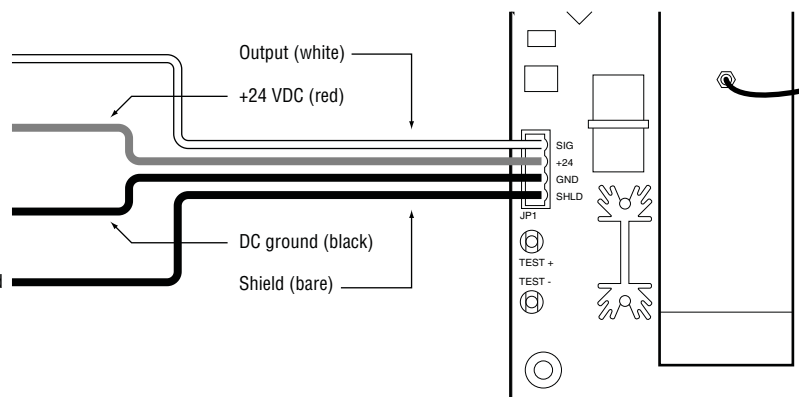 Output (white)
+24 VDC (red)
SIG
+24
GND
SHLD
JP1
DC ground (black)
TEST +
Shield (bare)
TEST -